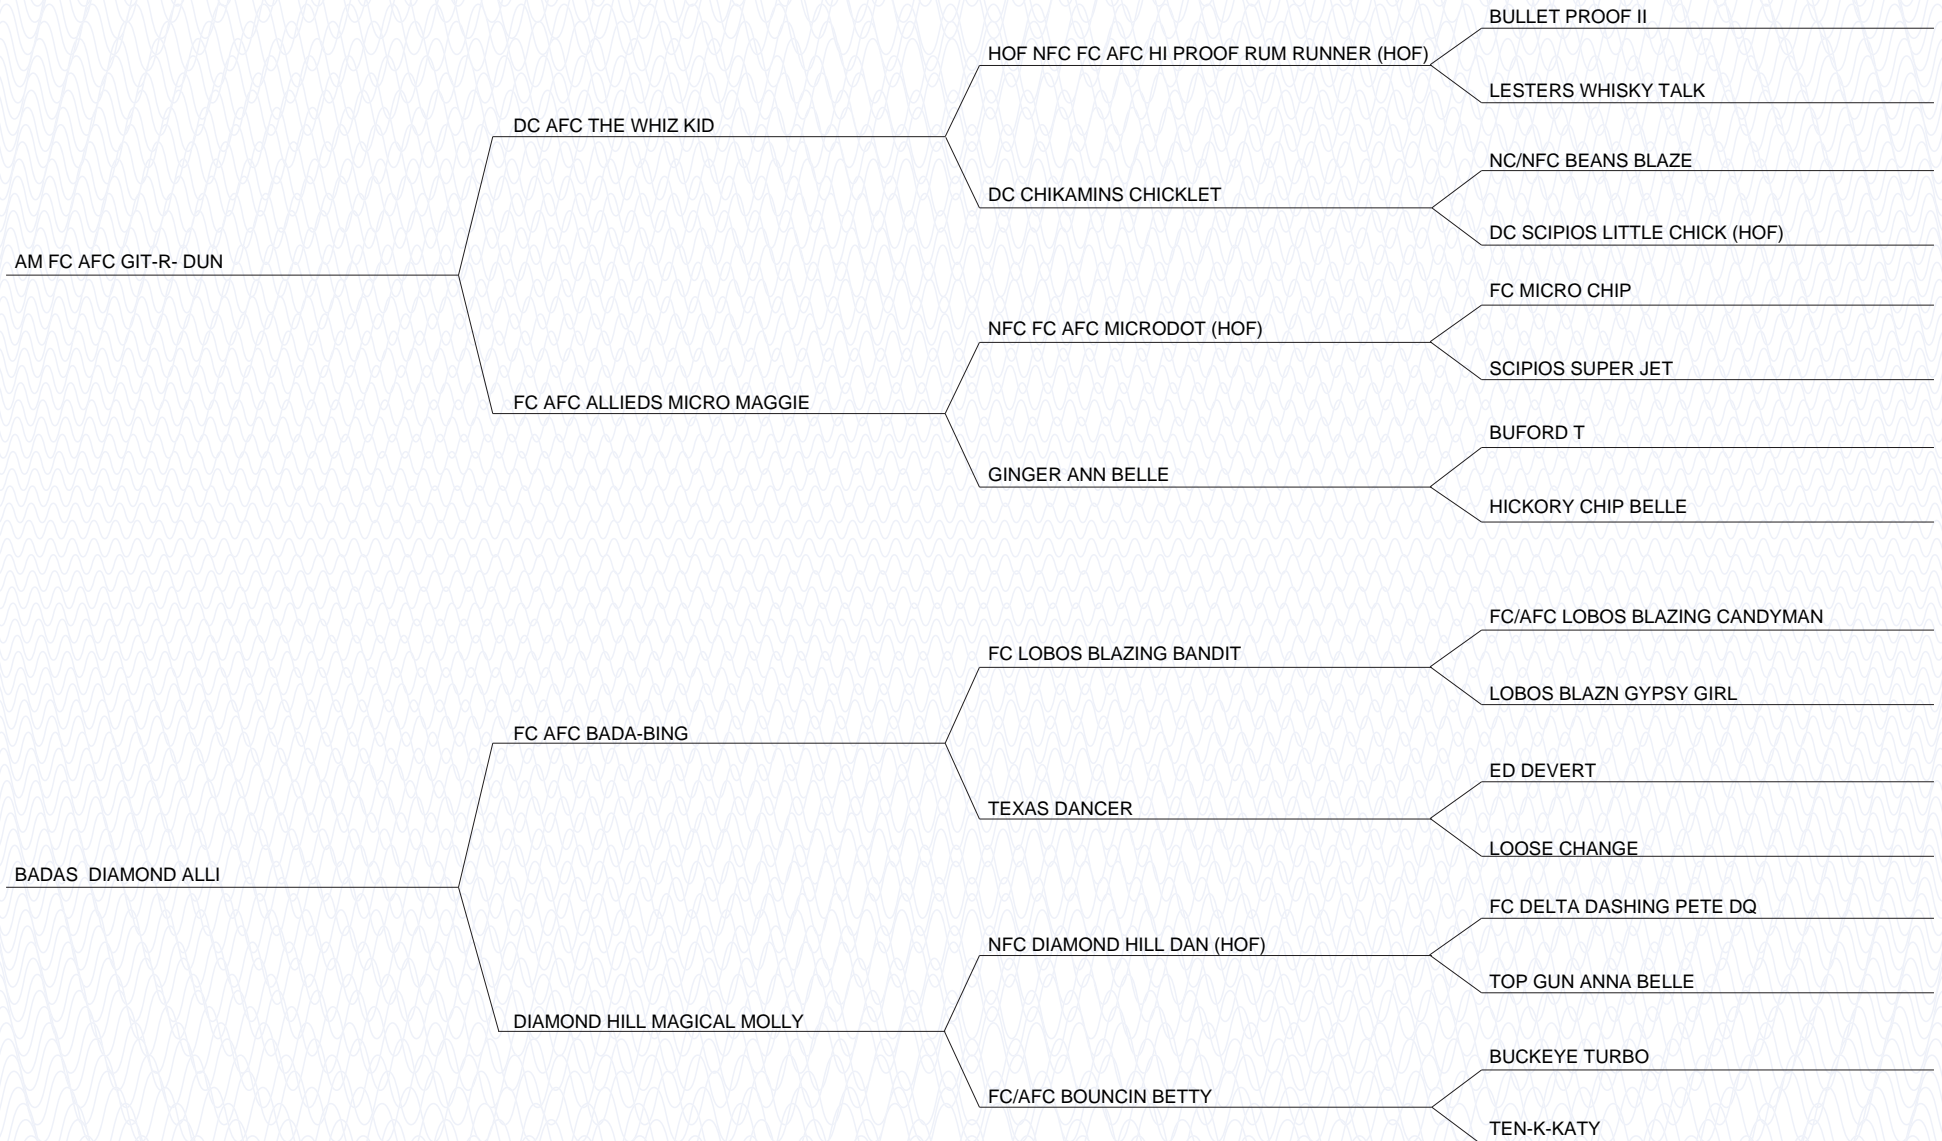 BULLET PROOF II
HOF NFC FC AFC HI PROOF RUM RUNNER (HOF)
LESTERS WHISKY TALK
DC AFC THE WHIZ KID
NC/NFC BEANS BLAZE
DC CHIKAMINS CHICKLET
DC SCIPIOS LITTLE CHICK (HOF)
AM FC AFC GIT-R- DUN
FC MICRO CHIP
NFC FC AFC MICRODOT (HOF)
SCIPIOS SUPER JET
FC AFC ALLIEDS MICRO MAGGIE
BUFORD T
GINGER ANN BELLE
HICKORY CHIP BELLE
FC/AFC LOBOS BLAZING CANDYMAN
FC LOBOS BLAZING BANDIT
LOBOS BLAZN GYPSY GIRL
FC AFC BADA-BING
ED DEVERT
TEXAS DANCER
LOOSE CHANGE
BADAS  DIAMOND ALLI
FC DELTA DASHING PETE DQ
NFC DIAMOND HILL DAN (HOF)
TOP GUN ANNA BELLE
DIAMOND HILL MAGICAL MOLLY
BUCKEYE TURBO
FC/AFC BOUNCIN BETTY
TEN-K-KATY